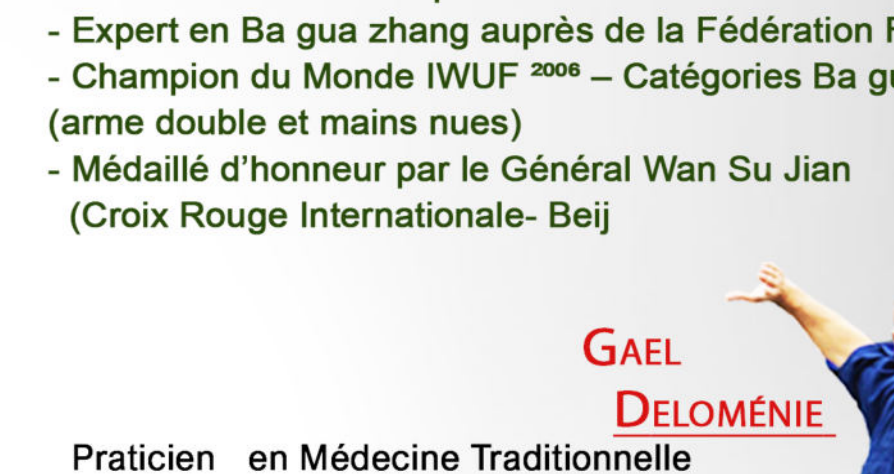 - Expert en Ba gua zhang auprès de la Fédération
- Champion du Monde IWUF ²⁰⁰⁶ – Catégories Ba gu
(arme double et mains nues)
- Médaillé d'honneur par le Général Wan Su Jian
(Croix Rouge Internationale- Beij
GAEL
DELOMÉNIE
Praticien en Médecine Traditionnelle